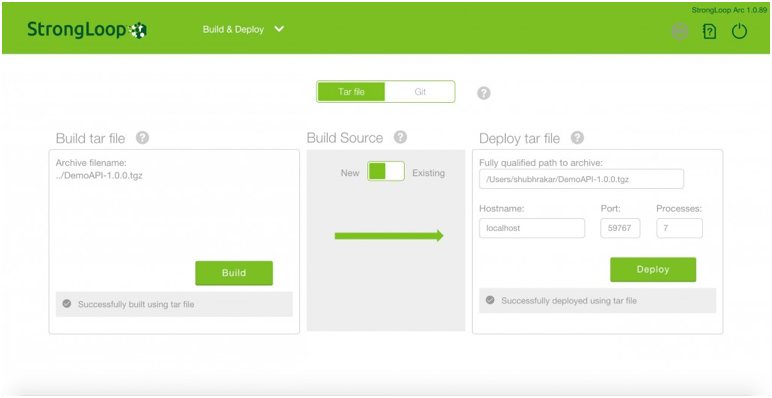 StrongLoop Arc 1.0.89
StrongLoop
Build & Deploy
Tar file
Git
?
Build tar file ?
Build Source ?
Deploy tar file ?
Archive filename:
../DemoAPI-1.0.0.tgz
New
Existing
Fully qualified path to archive:
/Users/shubhrakar/DemoAPI-1.0.0.tgz
Hostname:
Port:
Processes:
localhost
59767
7
Build
Deploy
Successfully built using tar file
Successfully deployed using tar file